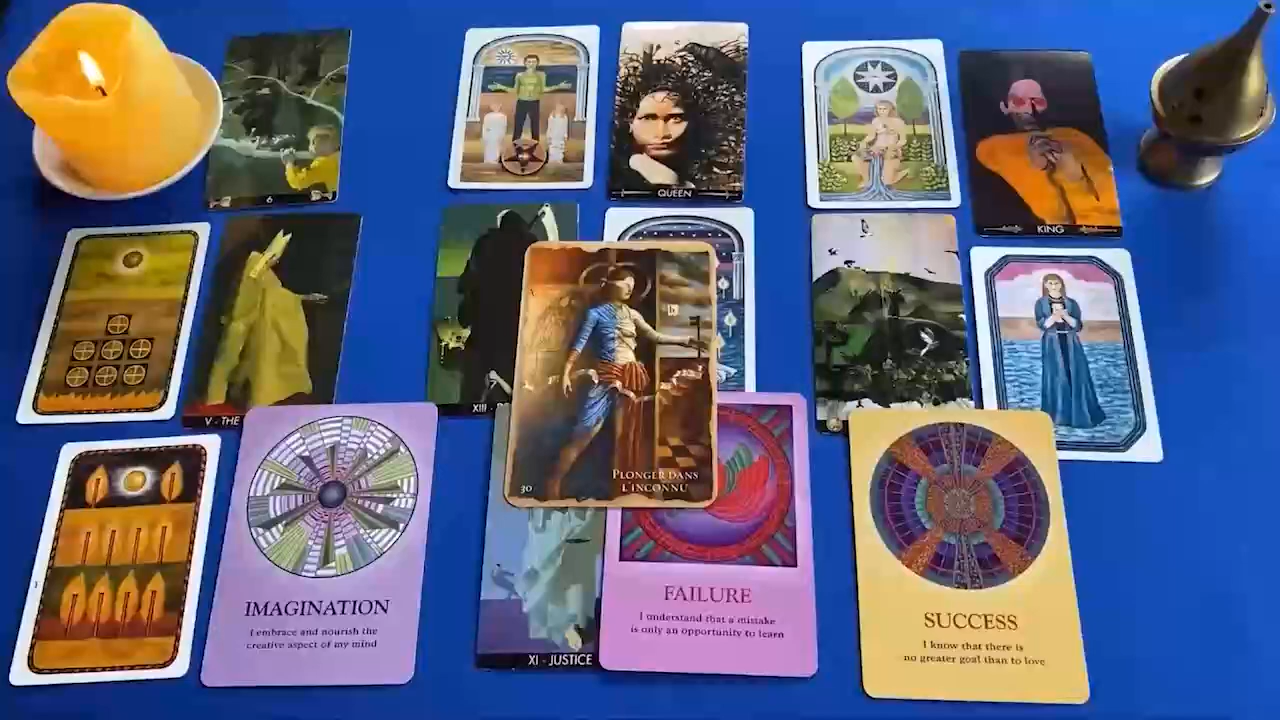 6
QUEEN
KING
V - THE
XIII
30
PLONGER DANS
L'INCONNU
IMAGINATION
I embrace and nourish the
creative aspect of my mind
XI - JUSTICE
FAILURE
I understand that a mistake
is only an opportunity to learn
SUCCESS
I know that there is
no greater goal than to love